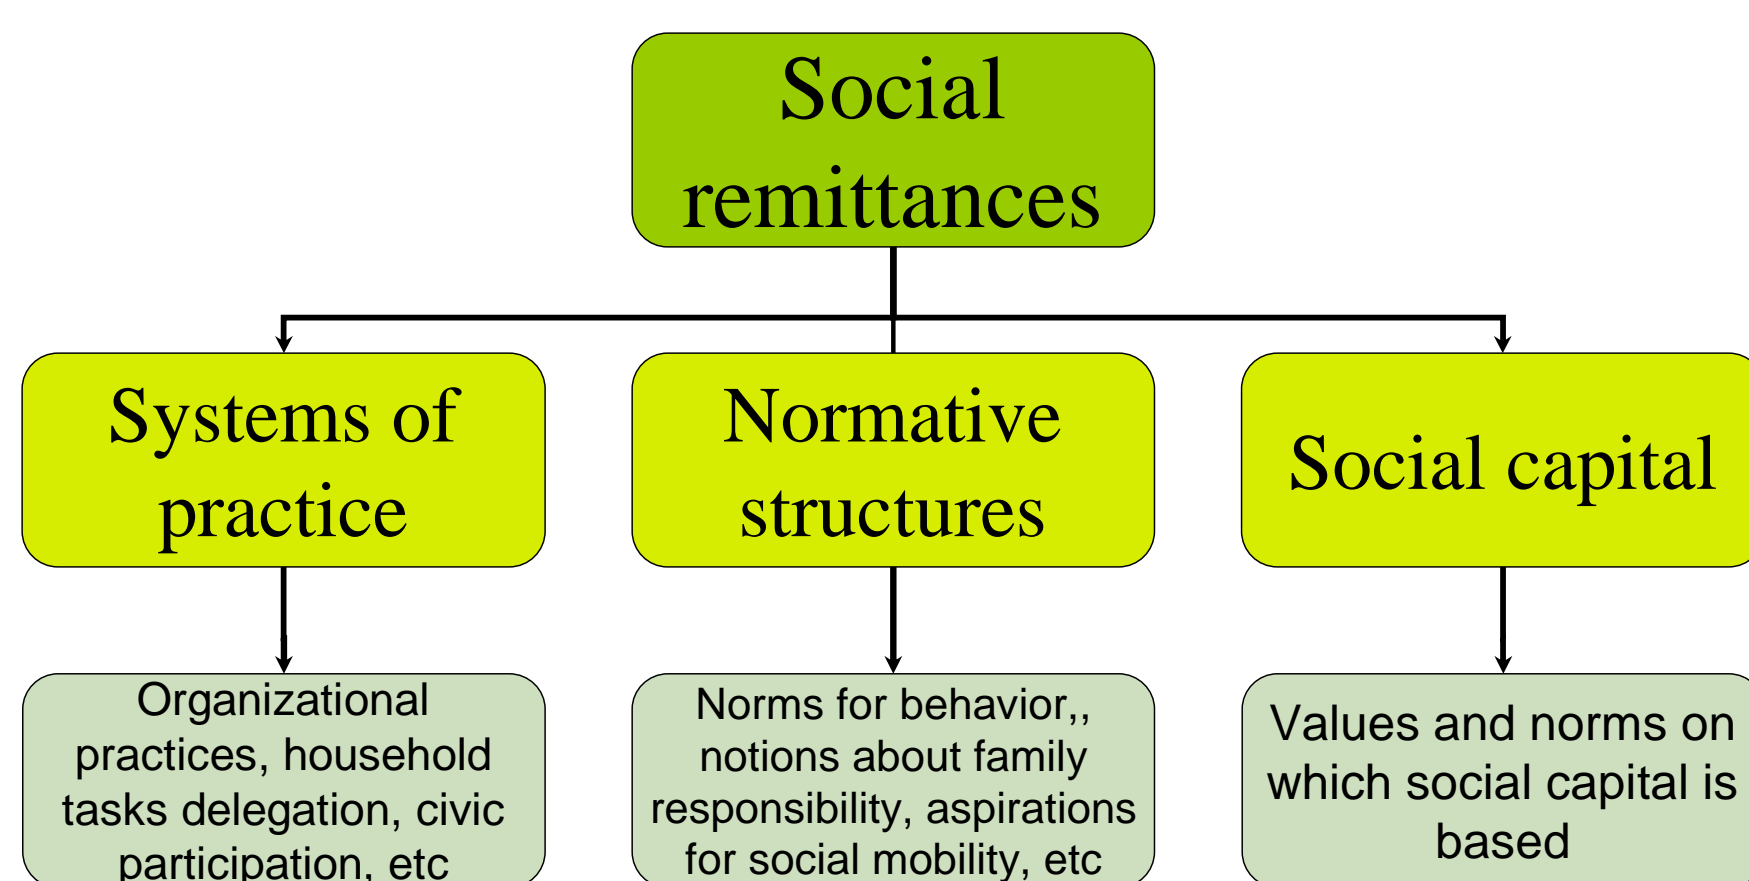 Social
remittances
Systems of
practice
Normative
structures
Social capital
Organizational
practices, household
tasks delegation, civic
participation, etc
Norms for behavior,,
notions about family
responsibility, aspirations
for social mobility, etc
Values and norms on
which social capital is
based